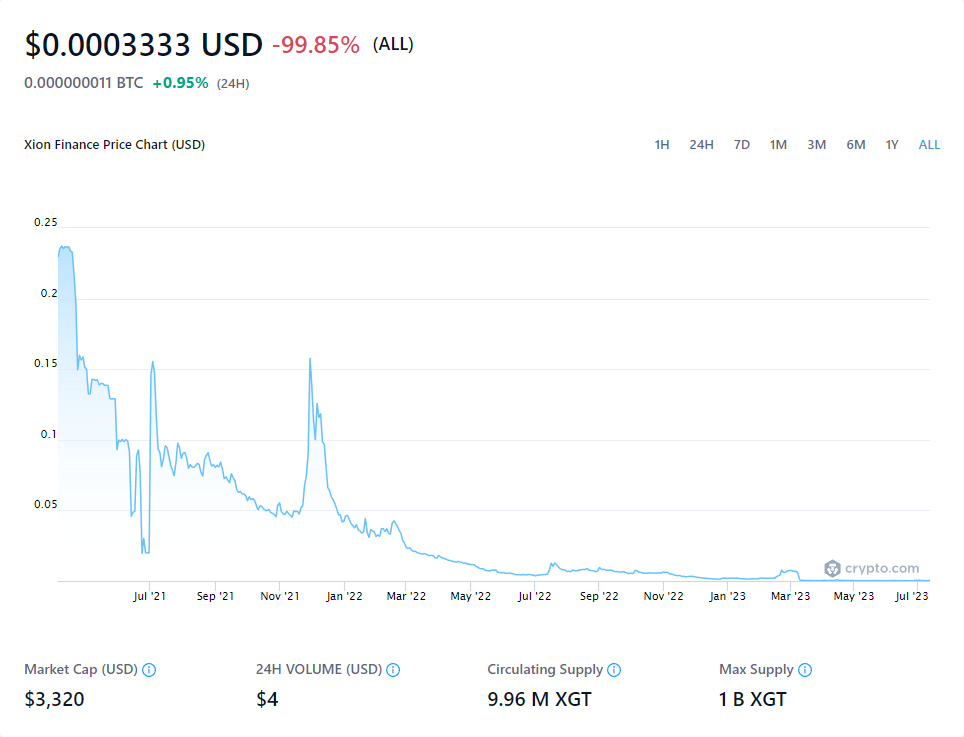 $0.0003333 USD -99.85% (ALL)
0.000000011 BTC +0.95% (24H)
Xion Finance Price Chart (USD) 1H 24H 7D 1M 3M 6M 1Y ALL
0.25
0.2
0.15
0.1
0.05
crypto.com
Jul '21 Sep '21 Nov '21 Jan '22 Mar '22 May '22 Jul '22 Sep '22 Nov '22 Jan '23 Mar '23 May '23 Jul '23
Market Cap (USD) 24H VOLUME (USD) Circulating Supply Max Supply
$3,320 $4 9.96 M XGT 1 B XGT